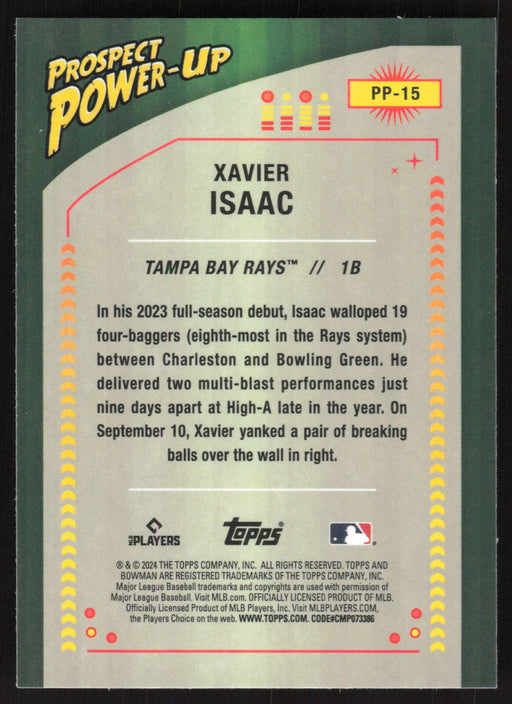 PROSPECT
POWER-UP
PP-15
XAVIER
ISAAC
TAMPA BAY RAYS™ // 1B
In his 2023 full-season debut, Isaac walloped 19
four-baggers (eighth-most in the Rays system)
between Charleston and Bowling Green. He
delivered two multi-blast performances just
nine days apart at High-A late in the year. On
September 10, Xavier yanked a pair of breaking
balls over the wall in right.
MLB PLAYERS
TOPPS®
® & © 2024 THE TOPPS COMPANY, INC. ALL RIGHTS RESERVED. TOPPS AND
BOWMAN ARE REGISTERED TRADEMARKS OF THE TOPPS COMPANY, INC.
Major League Baseball trademarks and copyrights are used with permission of
Major League Baseball. Visit MLB.com. OFFICIALLY LICENSED PRODUCT OF MLB.
Officially Licensed Product of MLB Players, Inc. Visit MLBPLAYERS.COM,
the Players Choice on the web. WWW.TOPPS.COM. CODE#CMP073386